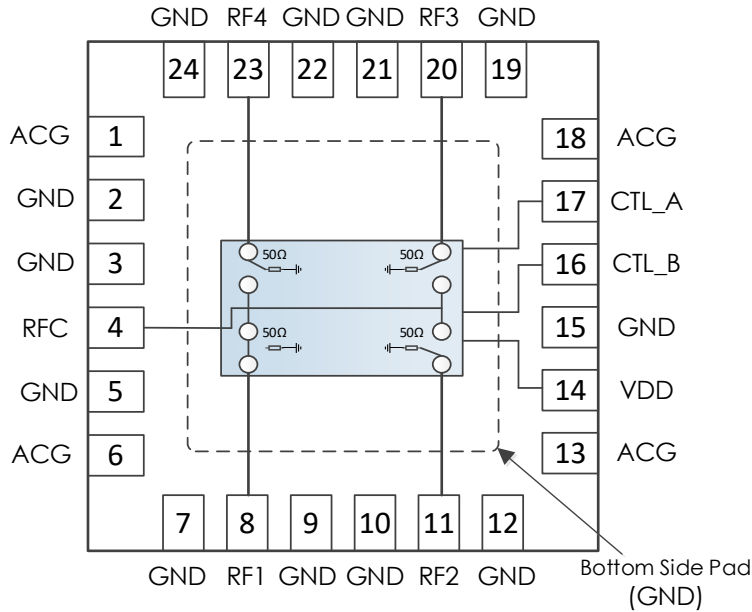 GND RF4 GND GND RF3 GND
24 23 22 21 20 19
ACG 1
18 ACG
GND 2
17 CTL_A
GND 3
50Ω 50Ω
16 CTL_B
RFC 4
15 GND
50Ω 50Ω
GND 5
14 VDD
ACG 6
13 ACG
7 8 9 10 11 12
GND RF1 GND GND RF2 GND
Bottom Side Pad
(GND)